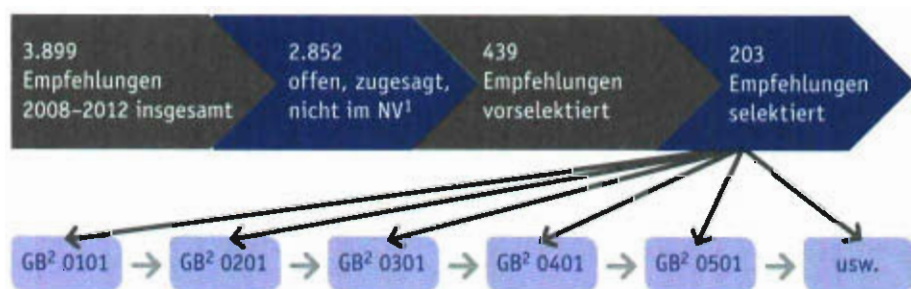 3.899
Empfehlungen
2008–2012 insgesamt
2.852
offen, zugesagt,
nicht im NV¹
439
Empfehlungen
vorselektiert
203
Empfehlungen
selektiert
GB² 0101
GB² 0201
GB² 0301
GB² 0401
GB² 0501
usw.